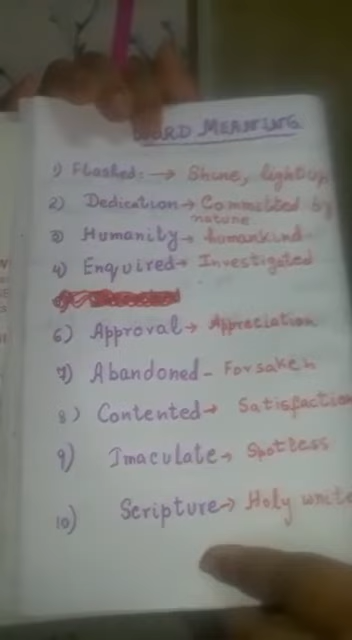 WORD MEANING
1) Flashed:→ Shine, light up
2) Dedication→ Committed by
nature
3) Humanity→ humankind
4) Enquired→ Investigated
6) Approval→ Appreciation
7) Abandoned - Forsaken
8) Contented→ Satisfaction
9) Imaculate→ Spotless
10) Scripture→ Holy write